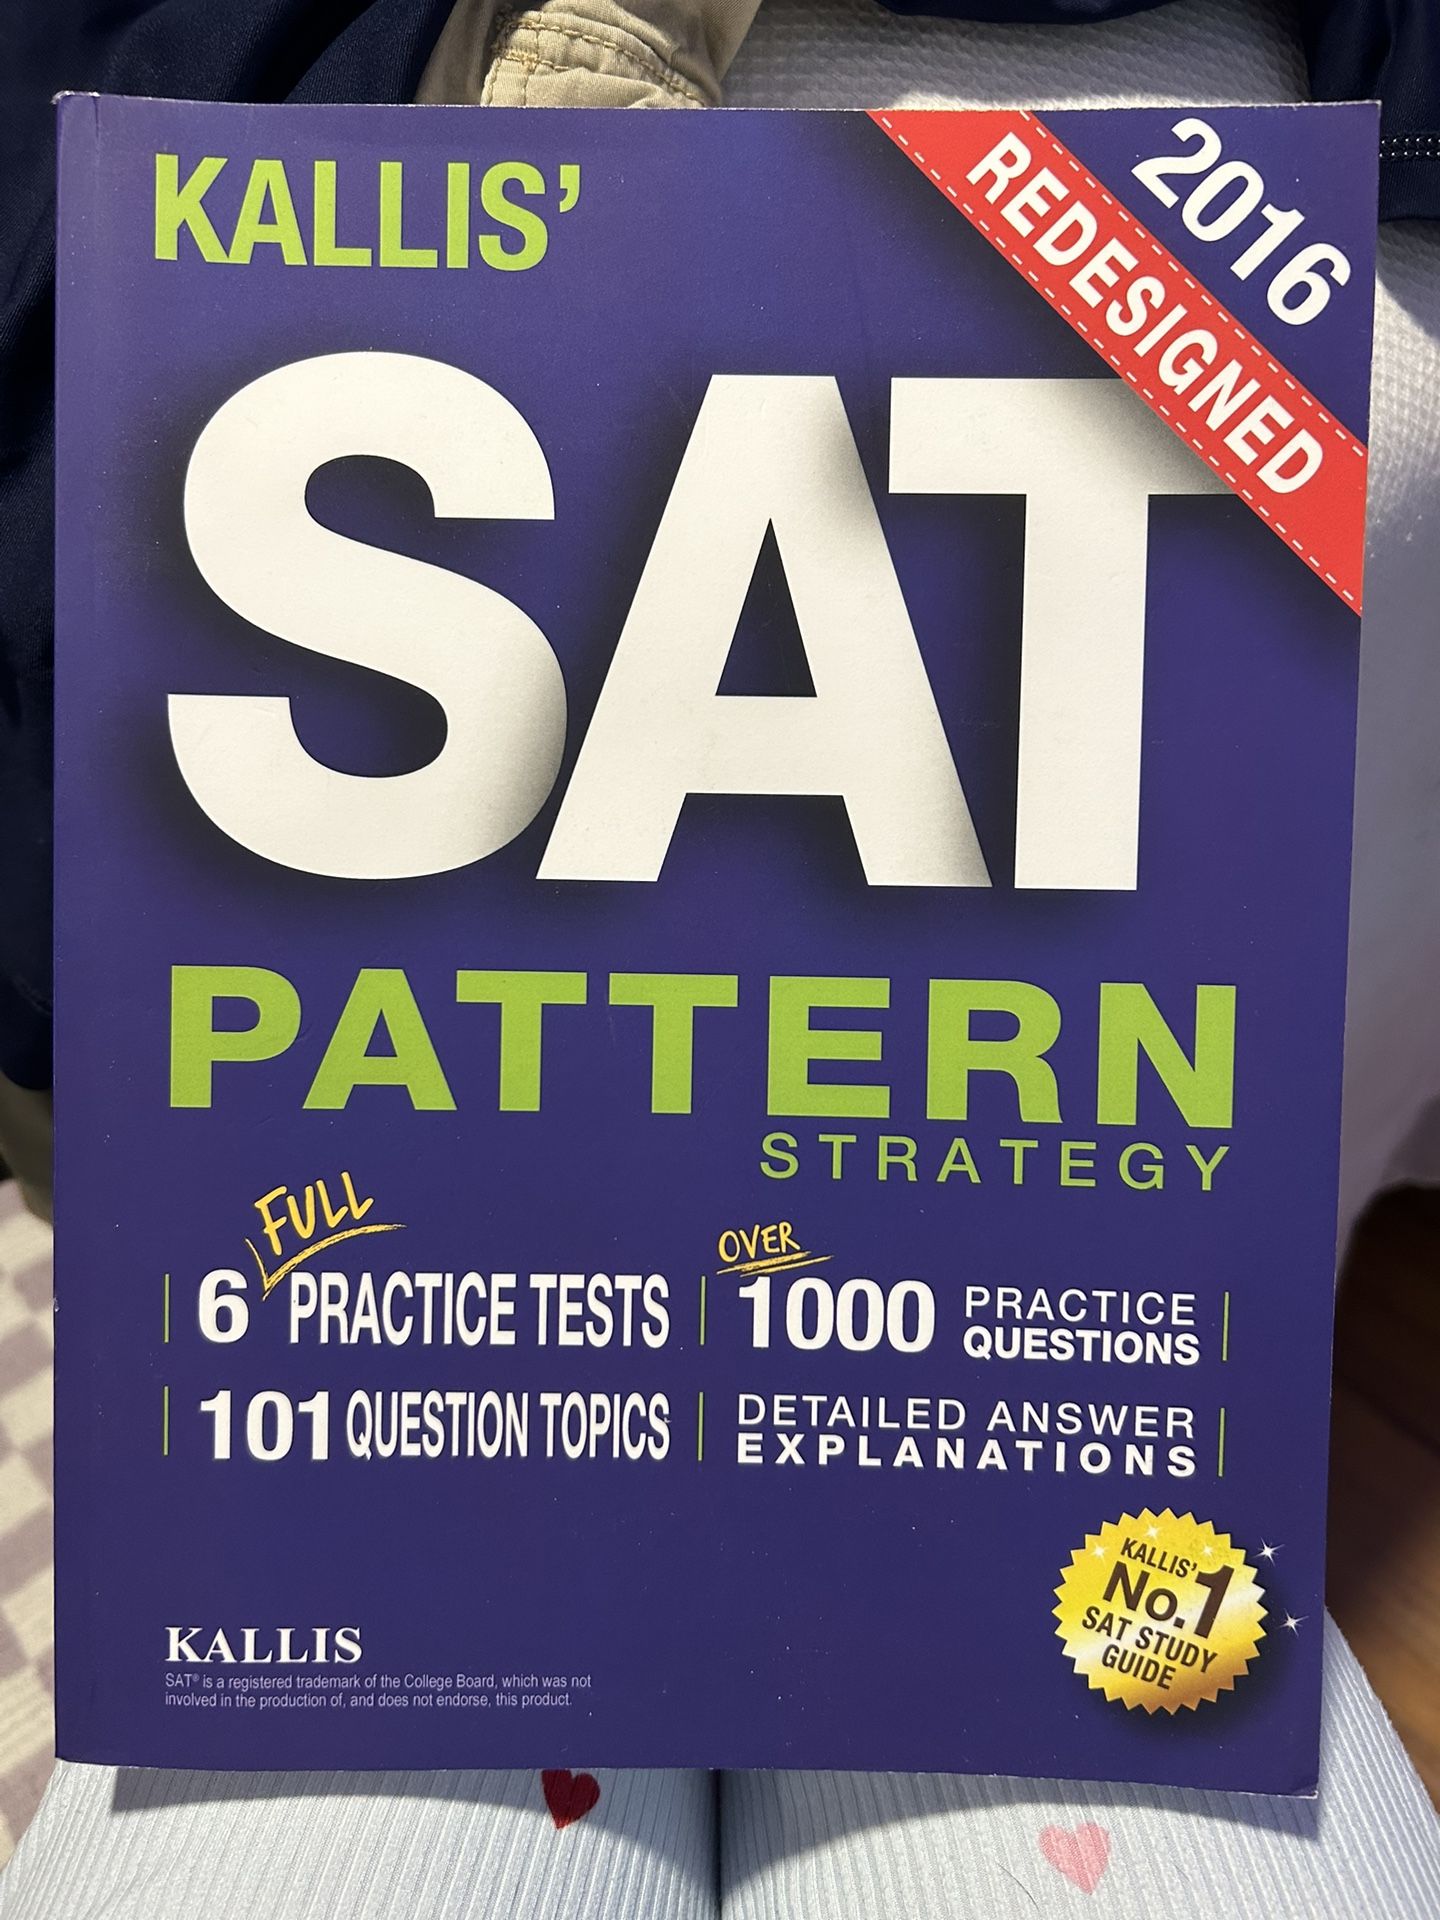 KALLIS'
2016
REDESIGNED
SAT
PATTERN
STRATEGY
FULL
6 PRACTICE TESTS
OVER
1000 PRACTICE
QUESTIONS
101 QUESTION TOPICS
DETAILED ANSWER
EXPLANATIONS
KALLIS'
No.1
SAT STUDY
GUIDE
KALLIS
SAT® is a registered trademark of the College Board, which was not
involved in the production of, and does not endorse, this product.